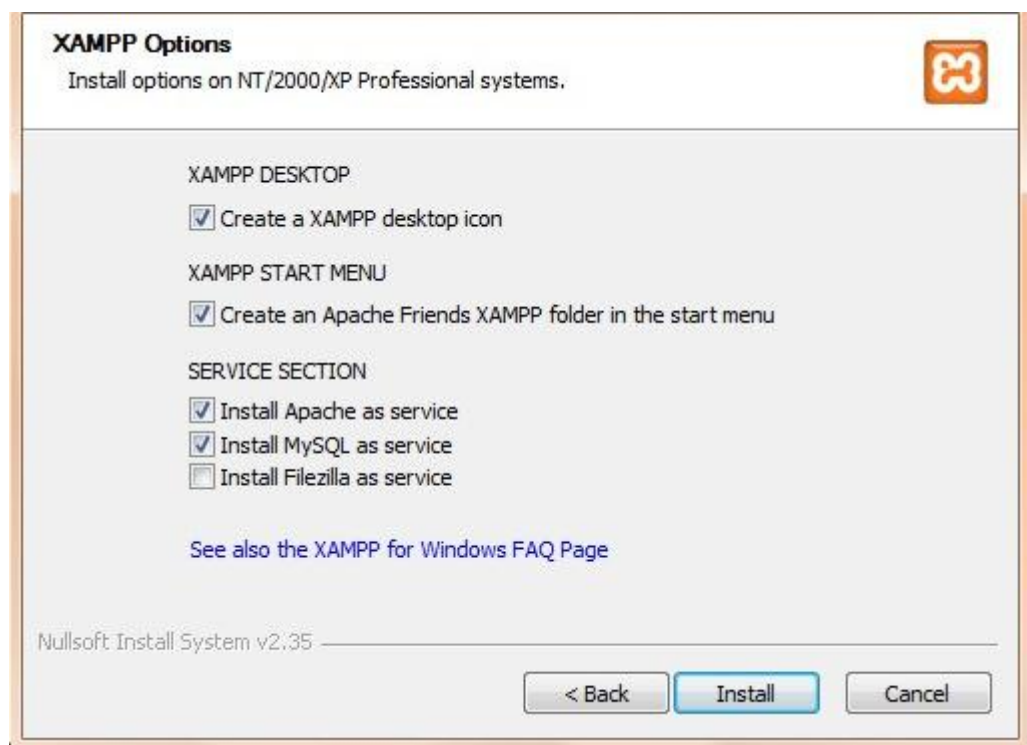 XAMPP Options
Install options on NT/2000/XP Professional systems.
XAMPP DESKTOP
Create a XAMPP desktop icon
XAMPP START MENU
Create an Apache Friends XAMPP folder in the start menu
SERVICE SECTION
Install Apache as service
Install MySQL as service
Install Filezilla as service
See also the XAMPP for Windows FAQ Page
Nullsoft Install System v2.35
< Back Install Cancel